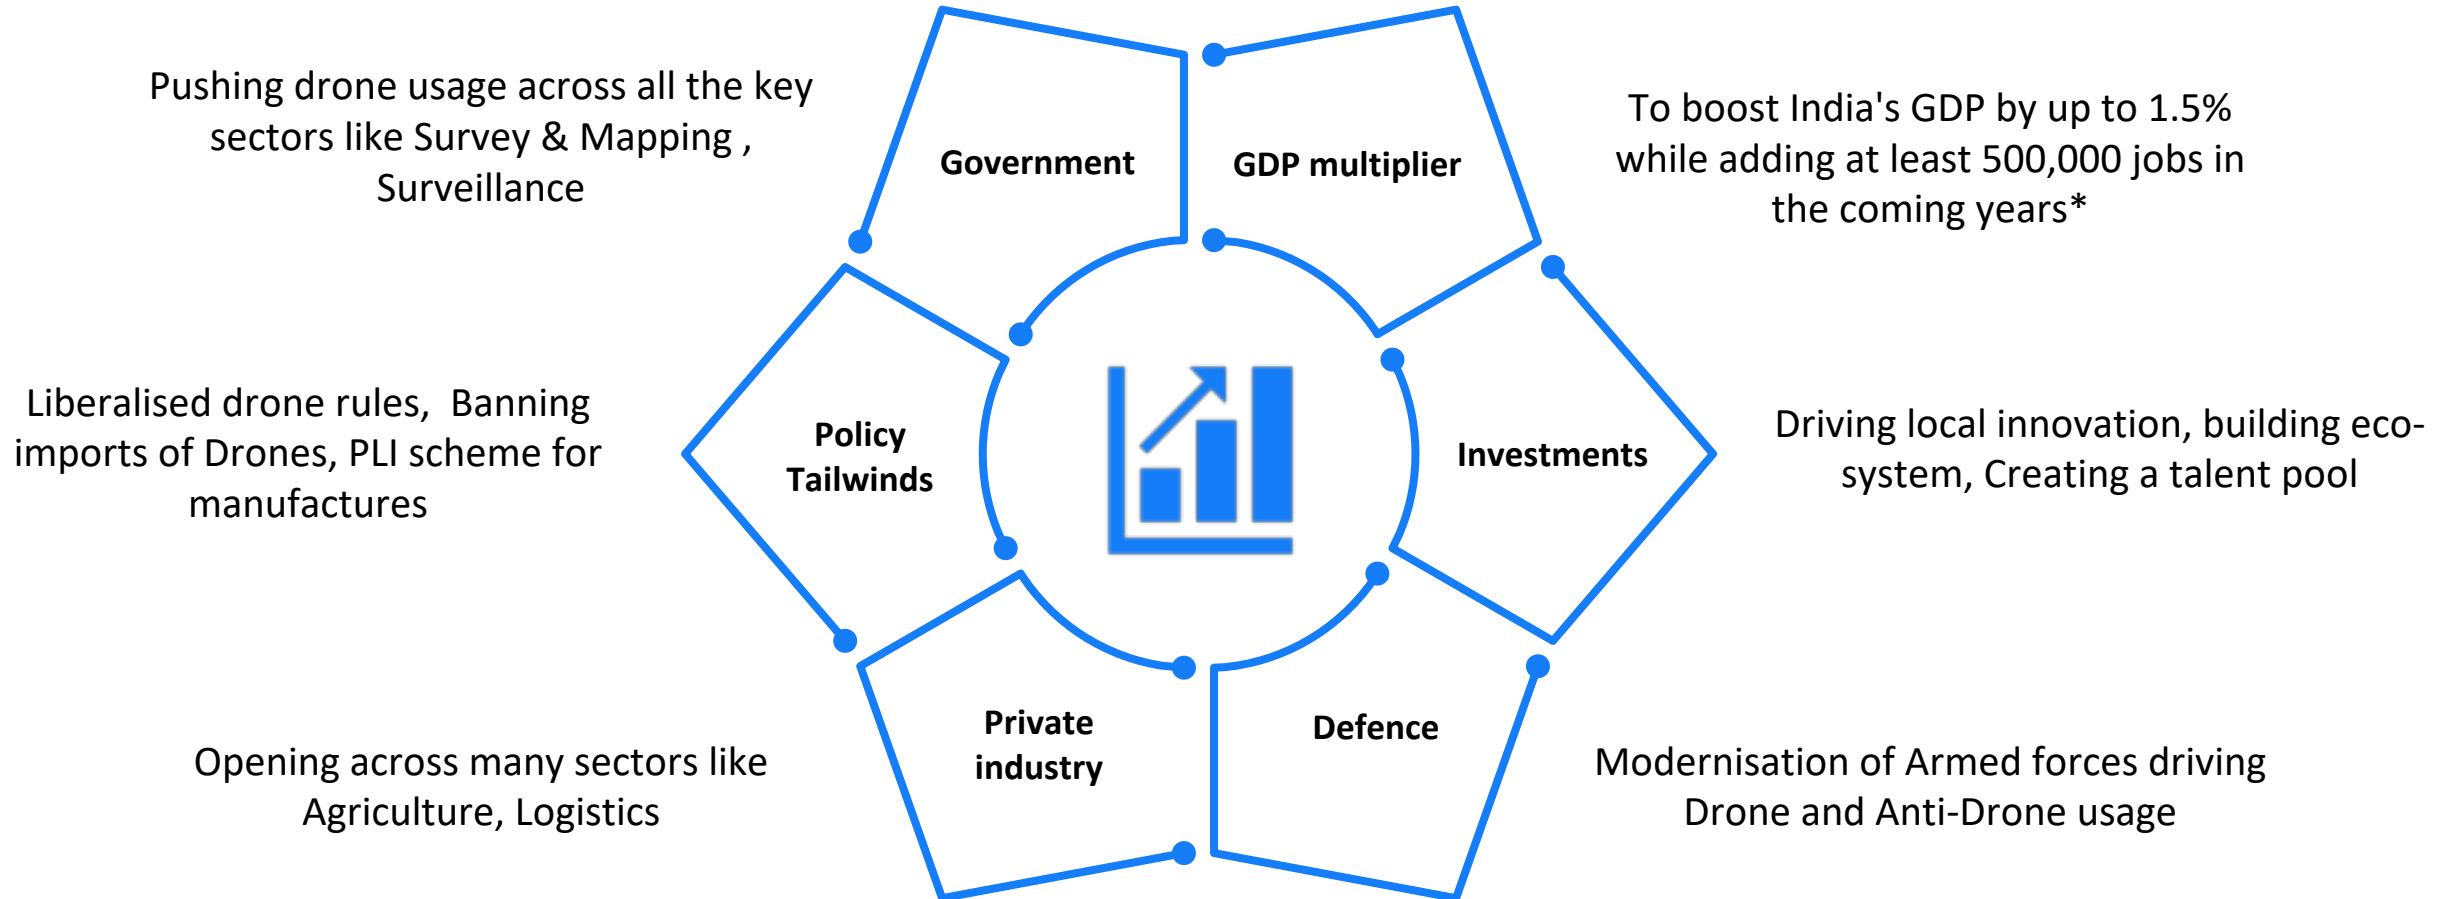 Pushing drone usage across all the key
sectors like Survey & Mapping ,
Surveillance
Government
GDP multiplier
To boost India's GDP by up to 1.5%
while adding at least 500,000 jobs in
the coming years*
Liberalised drone rules,  Banning
imports of Drones, PLI scheme for
manufactures
Policy
Tailwinds
Investments
Driving local innovation, building eco-
system, Creating a talent pool
Opening across many sectors like
Agriculture, Logistics
Private
industry
Defence
Modernisation of Armed forces driving
Drone and Anti-Drone usage